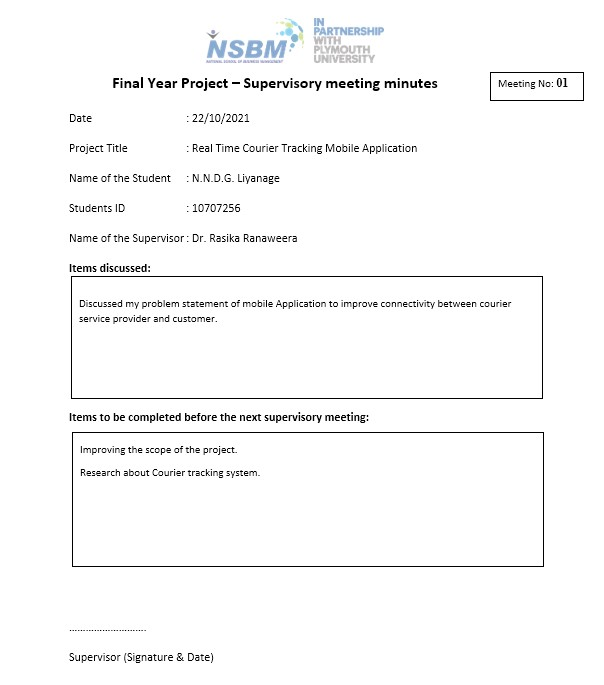 NSBM
NATIONAL SCHOOL OF BUSINESS MANAGEMENT
IN
PARTNERSHIP
WITH
PLYMOUTH
UNIVERSITY
Final Year Project – Supervisory meeting minutes
Meeting No: 01
Date : 22/10/2021
Project Title : Real Time Courier Tracking Mobile Application
Name of the Student : N.N.D.G. Liyanage
Students ID : 10707256
Name of the Supervisor : Dr. Rasika Ranaweera
Items discussed:
Discussed my problem statement of mobile Application to improve connectivity between courier
service provider and customer.
Items to be completed before the next supervisory meeting:
Improving the scope of the project.
Research about Courier tracking system.
...........................
Supervisor (Signature & Date)